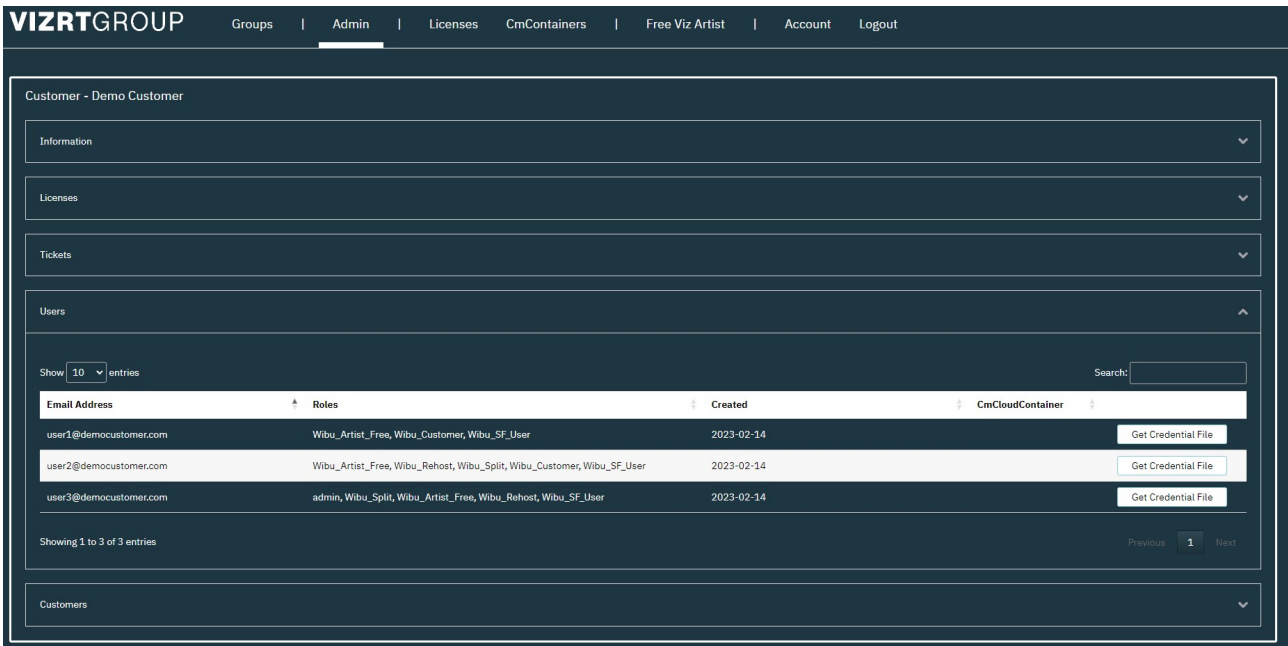 VIZRTGROUP Groups | Admin | Licenses CmContainers | Free Viz Artist | Account Logout
Customer - Demo Customer
Information
Licenses
Tickets
Users
Show 10 entries Search:
Email Address Roles Created CmCloudContainer
user1@democustomer.com Wibu_Artist_Free, Wibu_Customer, Wibu_SF_User 2023-02-14 Get Credential File
user2@democustomer.com Wibu_Artist_Free, Wibu_Rehost, Wibu_Split, Wibu_Customer, Wibu_SF_User 2023-02-14 Get Credential File
user3@democustomer.com admin, Wibu_Split, Wibu_Artist_Free, Wibu_Rehost, Wibu_SF_User 2023-02-14 Get Credential File
Showing 1 to 3 of 3 entries Previous 1 Next
Customers